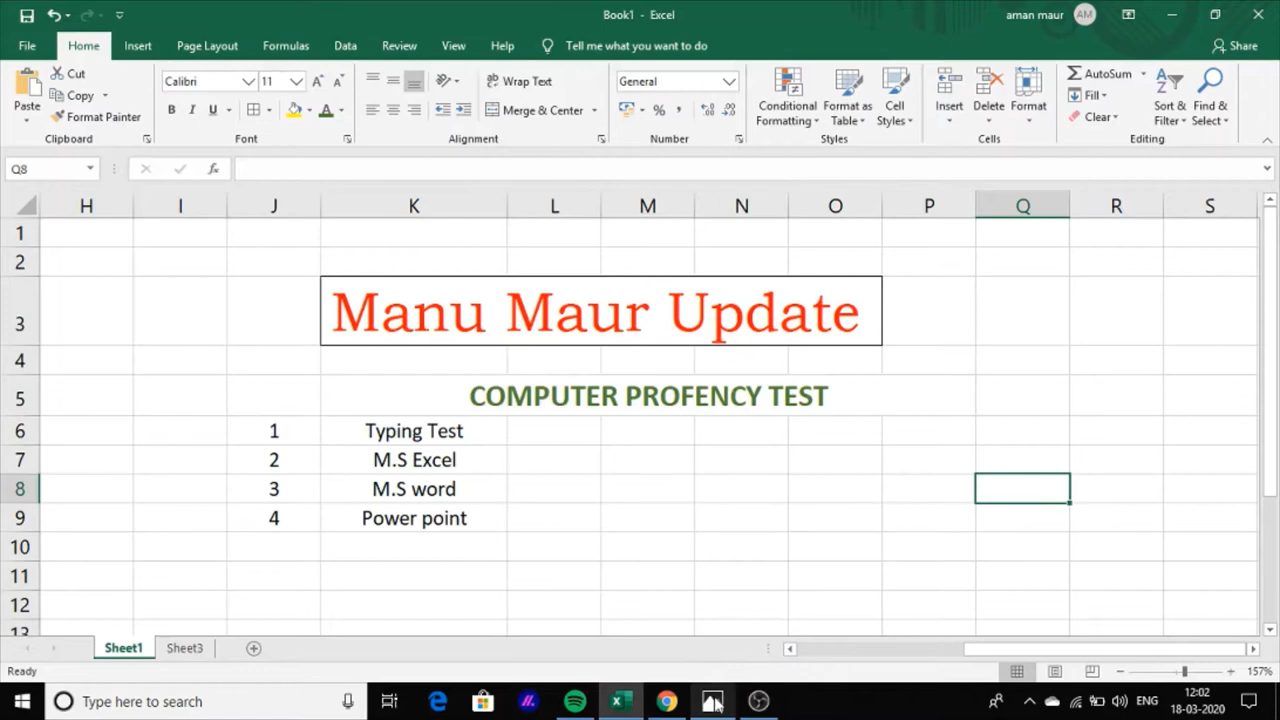 Book1 - Excel
aman maur AM
File Home Insert Page Layout Formulas Data Review View Help Tell me what you want to do Share
Cut
Copy
Format Painter
Paste
Clipboard
Calibri 11
B I U
Font
Wrap Text
Merge & Center
Alignment
General
Number
Conditional Formatting
Format as Table
Cell Styles
Styles
Insert Delete Format
Cells
AutoSum
Fill
Clear
Sort & Filter
Find & Select
Editing
Q8
fx
H I J K L M N O P Q R S
1
2
3 Manu Maur Update
4
5 COMPUTER PROFENCY TEST
6 1 Typing Test
7 2 M.S Excel
8 3 M.S word
9 4 Power point
10
11
12
13
Sheet1 Sheet3
Ready 157%
Type here to search
ENG
12:02
18-03-2020